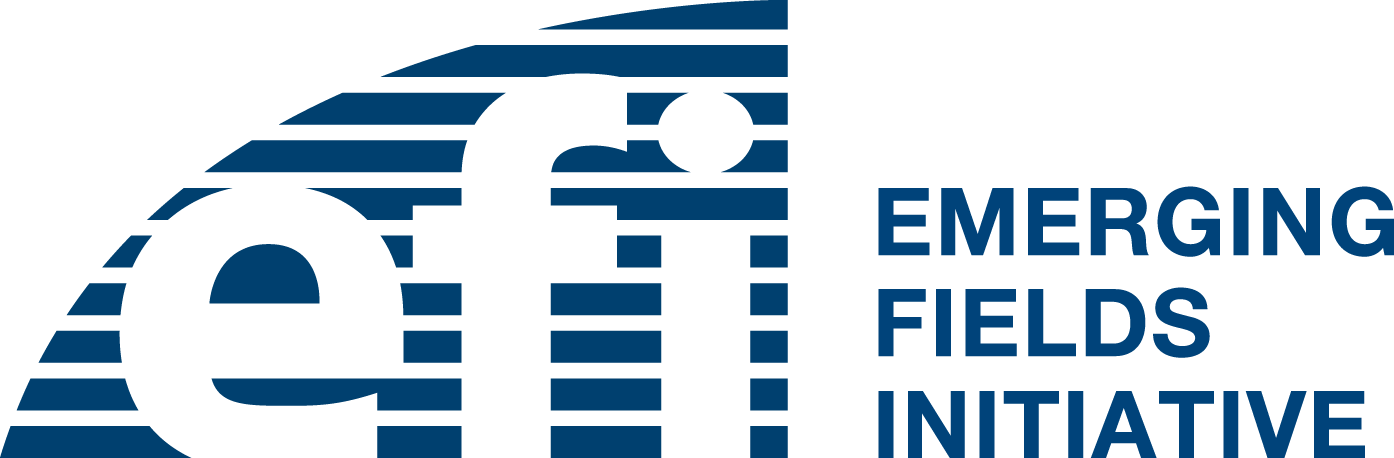 efi
EMERGING
FIELDS
INITIATIVE